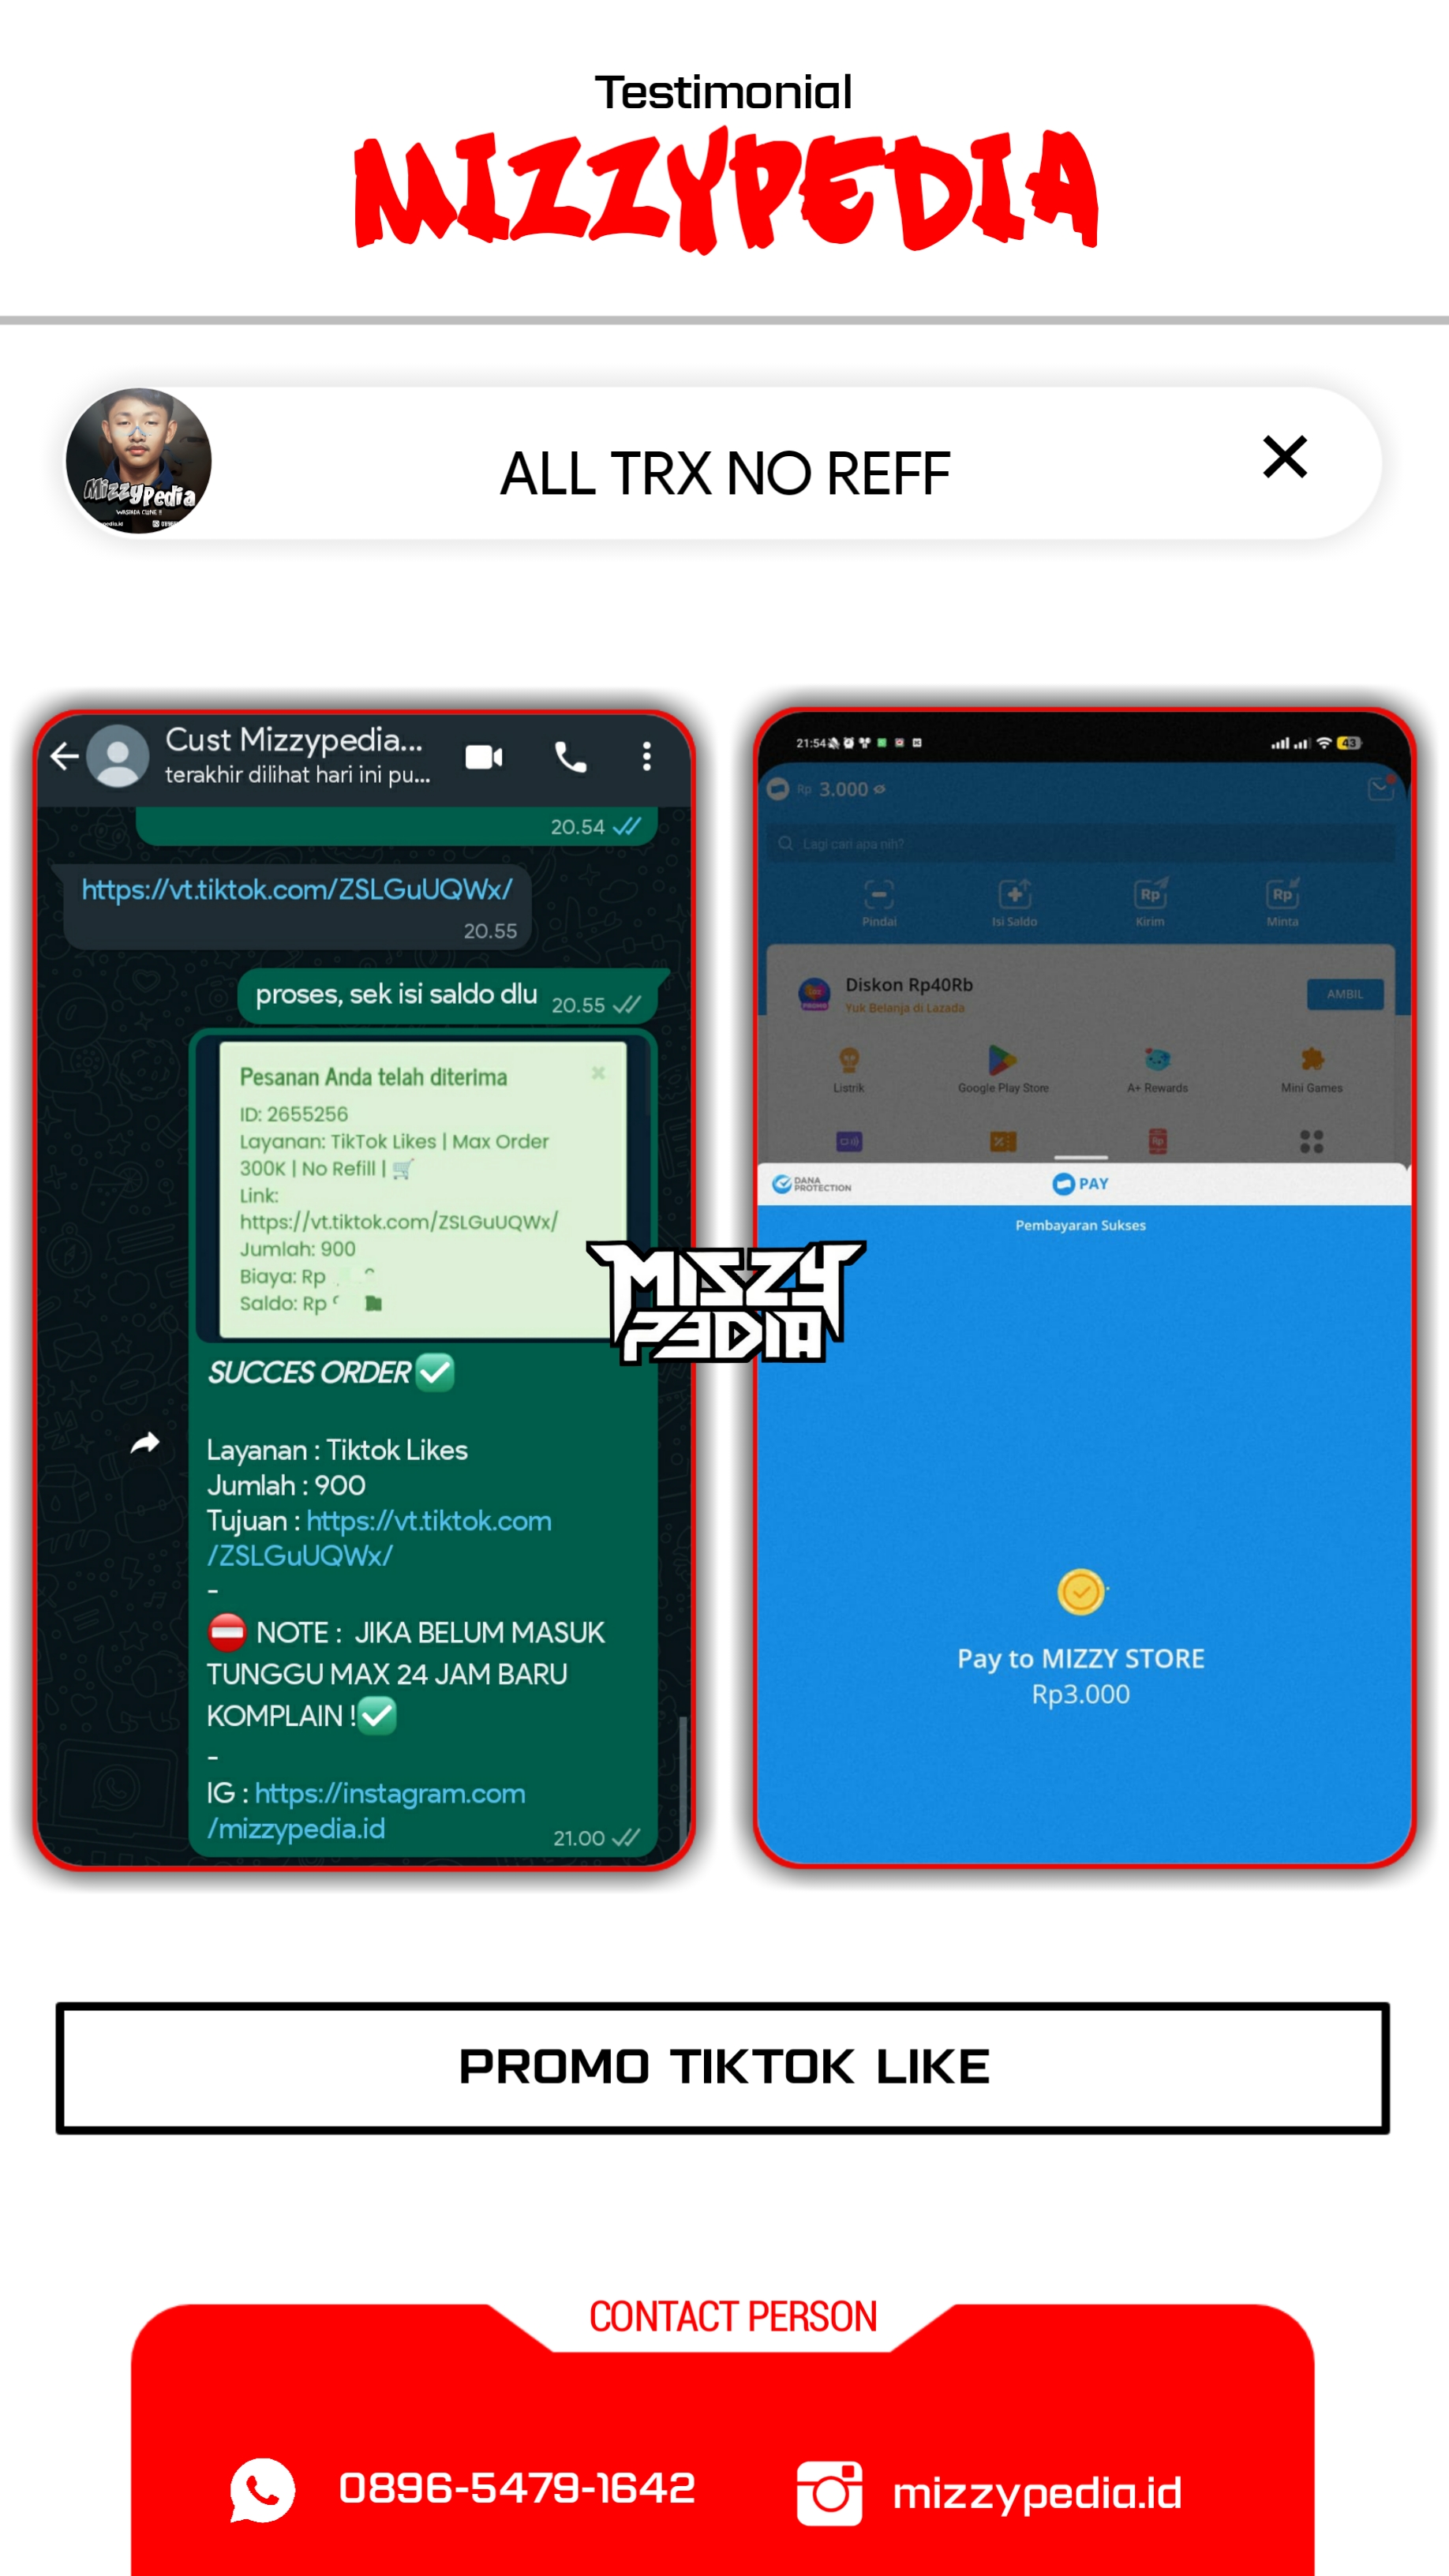 Testimonial
MIZZYPEDIA
MizzyPedia
ALL TRX NO REFF
Cust Mizzypedia...
terakhir dilihat hari ini pu...
20.54
https://vt.tiktok.com/ZSLGuUQWx/
20.55
proses, sek isi saldo dlu 20.55
Pesanan Anda telah diterima
ID: 2655256
Layanan: TikTok Likes | Max Order
300K | No Refill | 🛒
Link:
https://vt.tiktok.com/ZSLGuUQWx/
Jumlah: 900
Biaya: Rp
Saldo: Rp
SUCCES ORDER ✅
Layanan : Tiktok Likes
Jumlah : 900
Tujuan : https://vt.tiktok.com
/ZSLGuUQWx/
-
⛔ NOTE : JIKA BELUM MASUK
TUNGGU MAX 24 JAM BARU
KOMPLAIN !✅
-
IG : https://instagram.com
/mizzypedia.id
21.00
21:54
43
Rp 3.000
Lagi cari apa nih?
Pindai
Isi Saldo
Kirim
Minta
Diskon Rp40Rb
Yuk Belanja di Lazada
AMBIL
Listrik
Google Play Store
A+ Rewards
Mini Games
DANA
PROTECTION
PAY
Pembayaran Sukses
Pay to MIZZY STORE
Rp3.000
MIZZY
PEDIA
PROMO TIKTOK LIKE
CONTACT PERSON
0896-5479-1642
mizzypedia.id